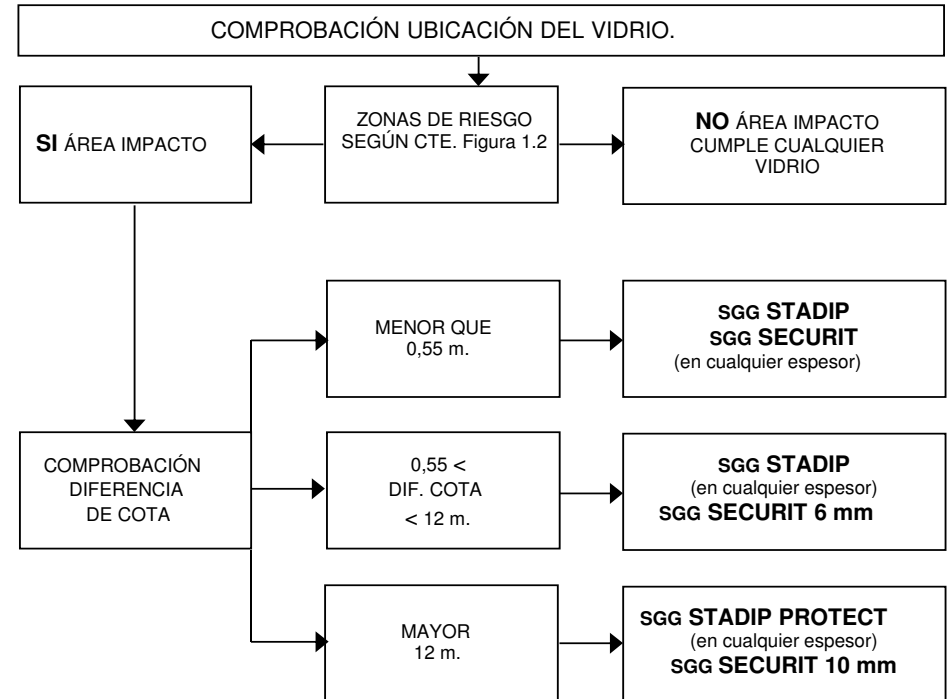 COMPROBACIÓN UBICACIÓN DEL VIDRIO.
SI ÁREA IMPACTO
ZONAS DE RIESGO
SEGÚN CTE. Figura 1.2
NO ÁREA IMPACTO
CUMPLE CUALQUIER
VIDRIO
MENOR QUE
0,55 m.
SGG STADIP
SGG SECURIT
(en cualquier espesor)
COMPROBACIÓN
DIFERENCIA
DE COTA
0,55 <
DIF. COTA
< 12 m.
SGG STADIP
(en cualquier espesor)
SGG SECURIT 6 mm
MAYOR
12 m.
SGG STADIP PROTECT
(en cualquier espesor)
SGG SECURIT 10 mm